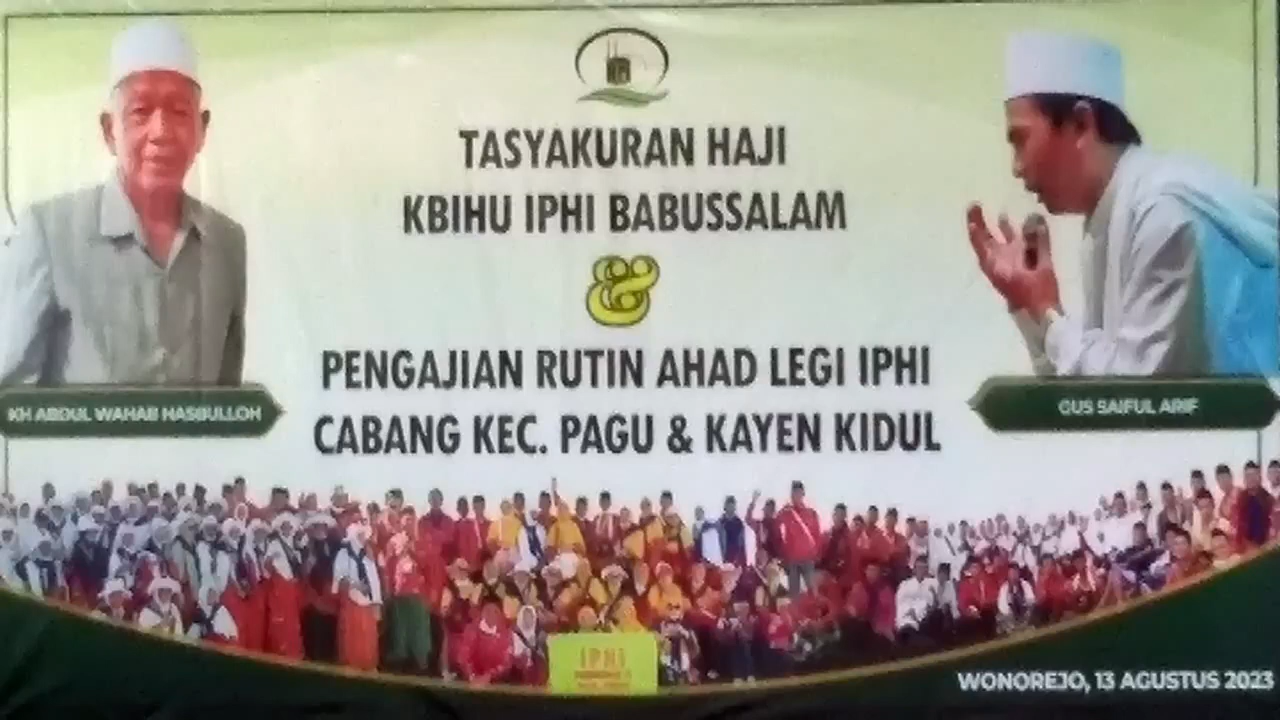 TASYAKURAN HAJI
KBIHU IPHI BABUSSALAM
&
PENGAJIAN RUTIN AHAD LEGI IPHI
CABANG KEC. PAGU & KAYEN KIDUL
KH ABDUL WAHAB HASBULLOH
GUS SAIFUL ARIF
IPHI
WONOREJO, 13 AGUSTUS 2023